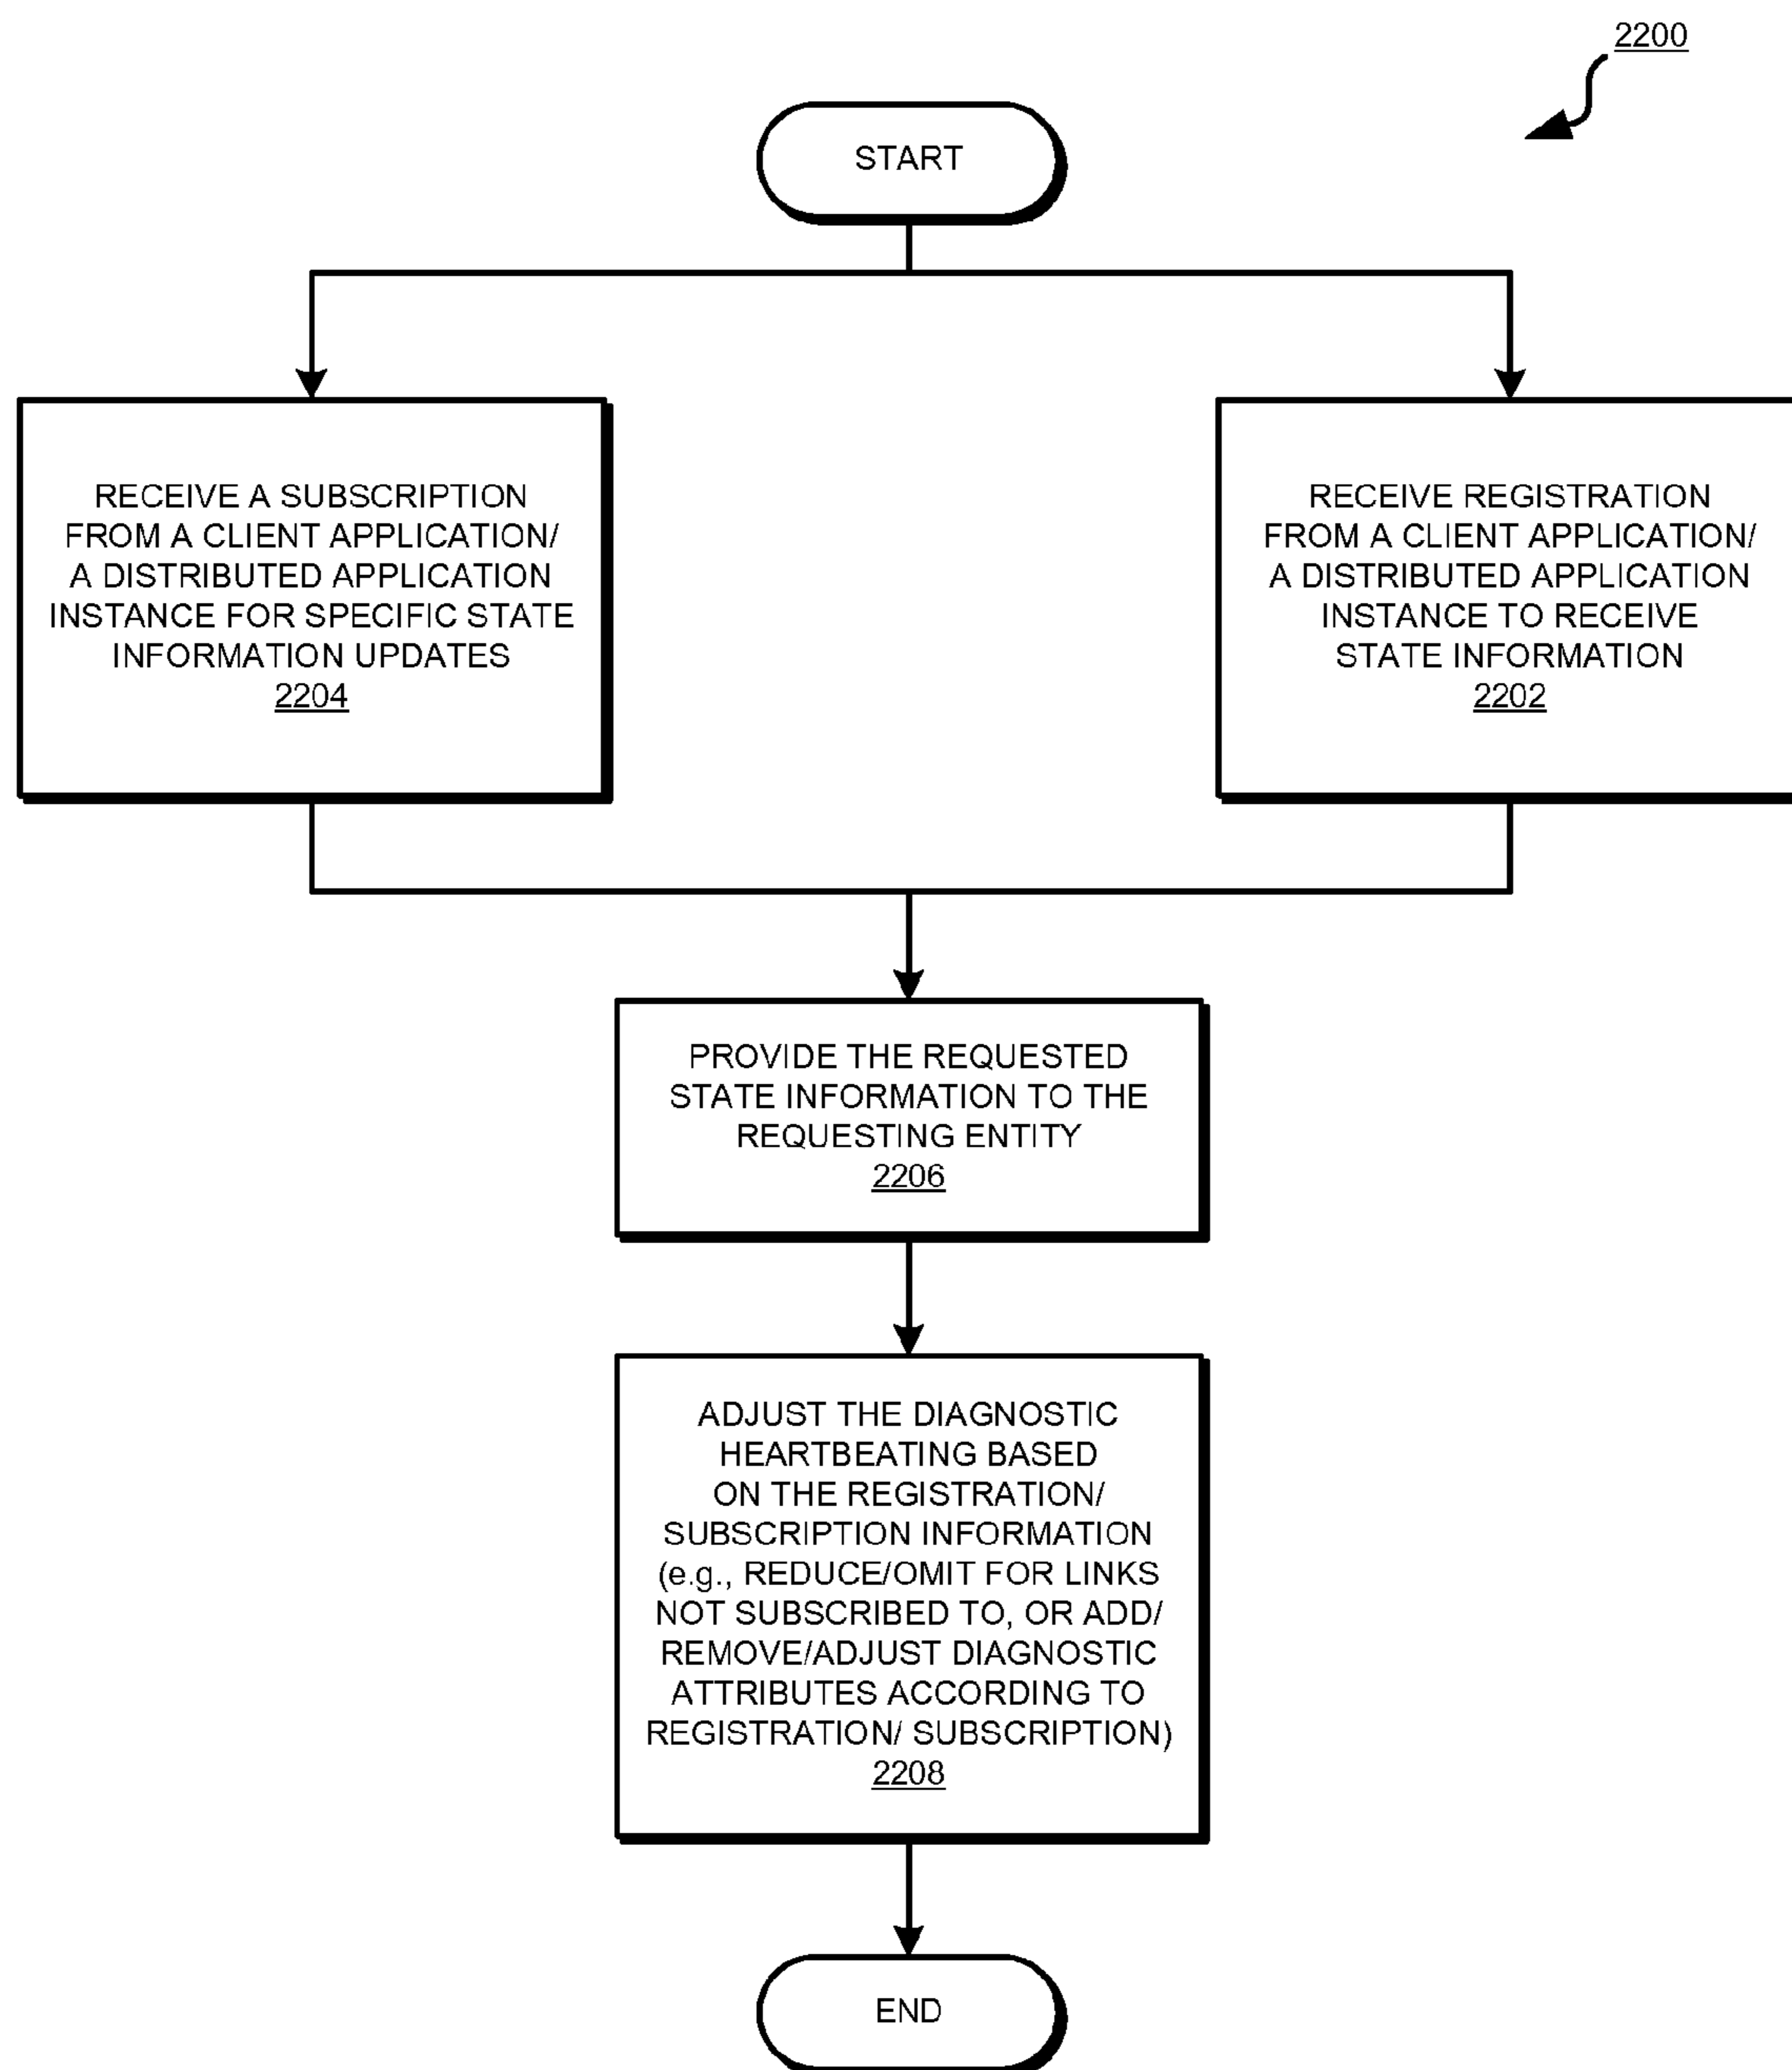 2200
START
RECEIVE A SUBSCRIPTION
FROM A CLIENT APPLICATION/
A DISTRIBUTED APPLICATION
INSTANCE FOR SPECIFIC STATE
INFORMATION UPDATES
2204
RECEIVE REGISTRATION
FROM A CLIENT APPLICATION/
A DISTRIBUTED APPLICATION
INSTANCE TO RECEIVE
STATE INFORMATION
2202
PROVIDE THE REQUESTED
STATE INFORMATION TO THE
REQUESTING ENTITY
2206
ADJUST THE DIAGNOSTIC
HEARTBEATING BASED
ON THE REGISTRATION/
SUBSCRIPTION INFORMATION
(e.g., REDUCE/OMIT FOR LINKS
NOT SUBSCRIBED TO, OR ADD/
REMOVE/ADJUST DIAGNOSTIC
ATTRIBUTES ACCORDING TO
REGISTRATION/ SUBSCRIPTION)
2208
END